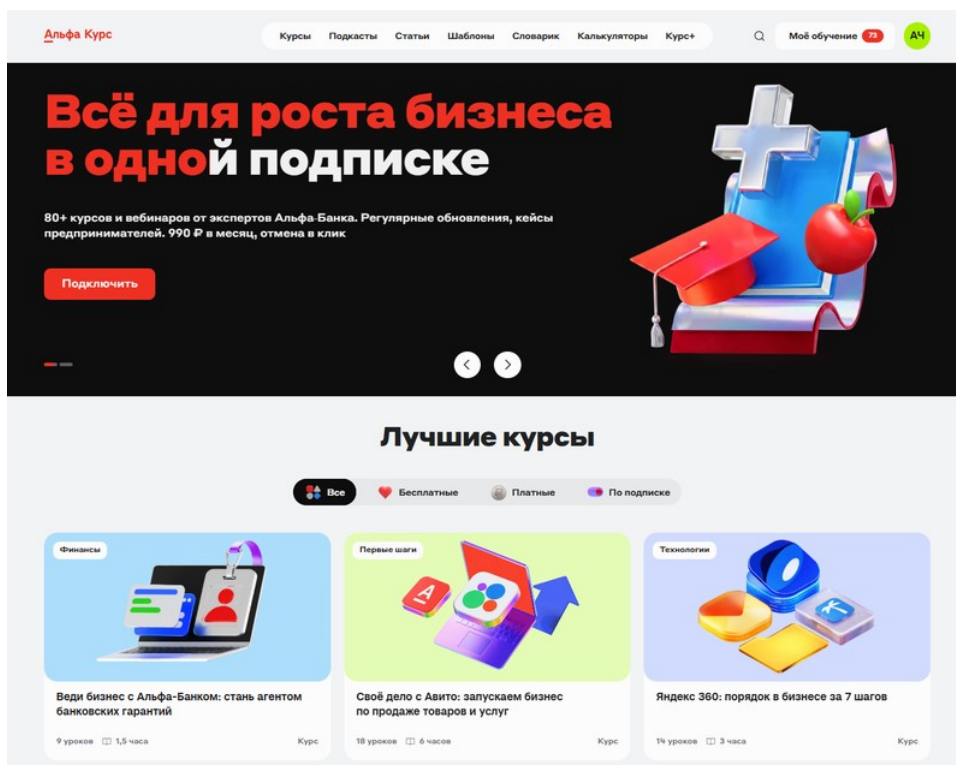 Альфа Курс
Курсы Подкасты Статьи Шаблоны Словарик Калькуляторы Курс+
Моё обучение 73
АЧ
Всё для роста бизнеса
в одной подписке
80+ курсов и вебинаров от экспертов Альфа-Банка. Регулярные обновления, кейсы
предпринимателей. 990 ₽ в месяц, отмена в клик
Подключить
Лучшие курсы
Все Бесплатные Платные По подписке
Финансы
Веди бизнес с Альфа-Банком: стань агентом
банковских гарантий
9 уроков 1,5 часа Курс
Первые шаги
А
Своё дело с Авито: запускаем бизнес
по продаже товаров и услуг
18 уроков 6 часов Курс
Технологии
Яндекс 360: порядок в бизнесе за 7 шагов
14 уроков 3 часа Курс